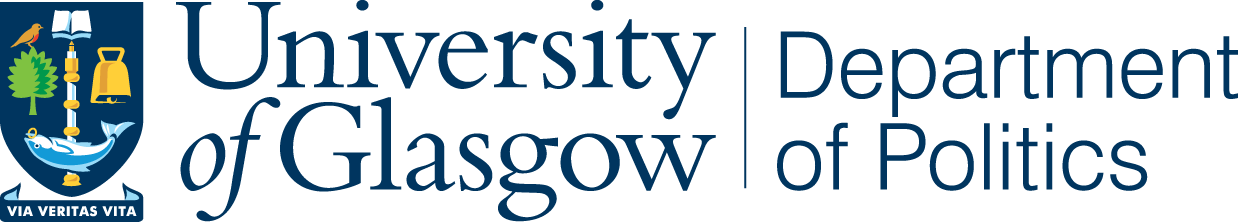 University
of Glasgow
Department
of Politics
VIA VERITAS VITA